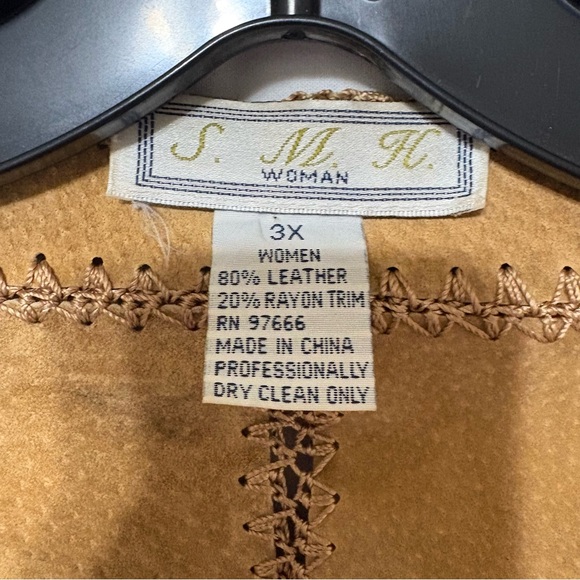 S. M. H.
WOMAN
3X
WOMEN
80% LEATHER
20% RAYON TRIM
RN 97666
MADE IN CHINA
PROFESSIONALLY
DRY CLEAN ONLY